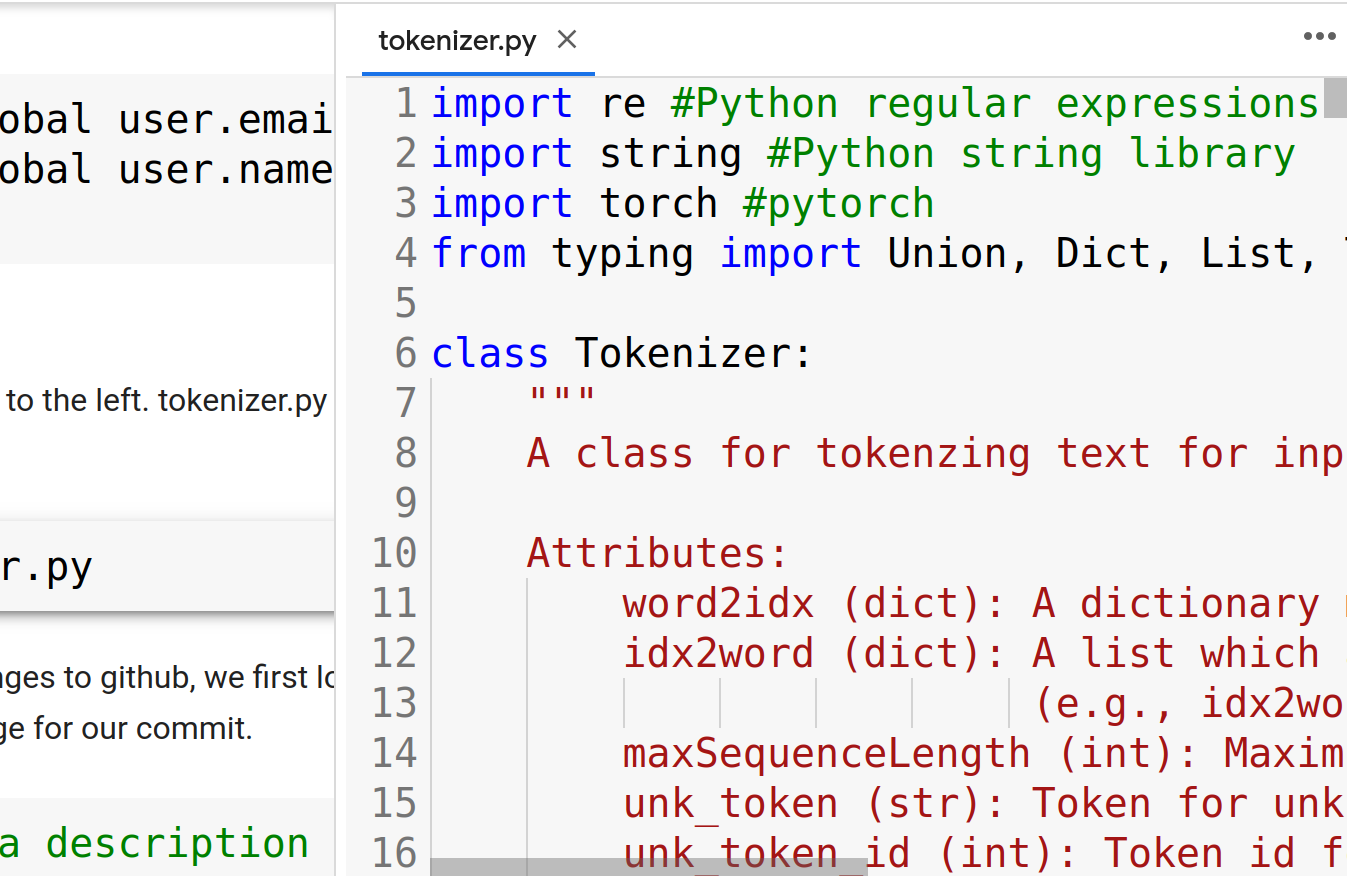 obal user.emai
obal user.name
to the left. tokenizer.py
r.py
ges to github, we first lo
ge for our commit.
a description
tokenizer.py
1 import re #Python regular expressions
2 import string #Python string library
3 import torch #pytorch
4 from typing import Union, Dict, List,
5
6 class Tokenizer:
7 """
8 A class for tokenzing text for inp
9
10 Attributes:
11 word2idx (dict): A dictionary
12 idx2word (dict): A list which
13 (e.g., idx2wo
14 maxSequenceLength (int): Maxim
15 unk_token (str): Token for unk
16 unk_token_id (int): Token id f